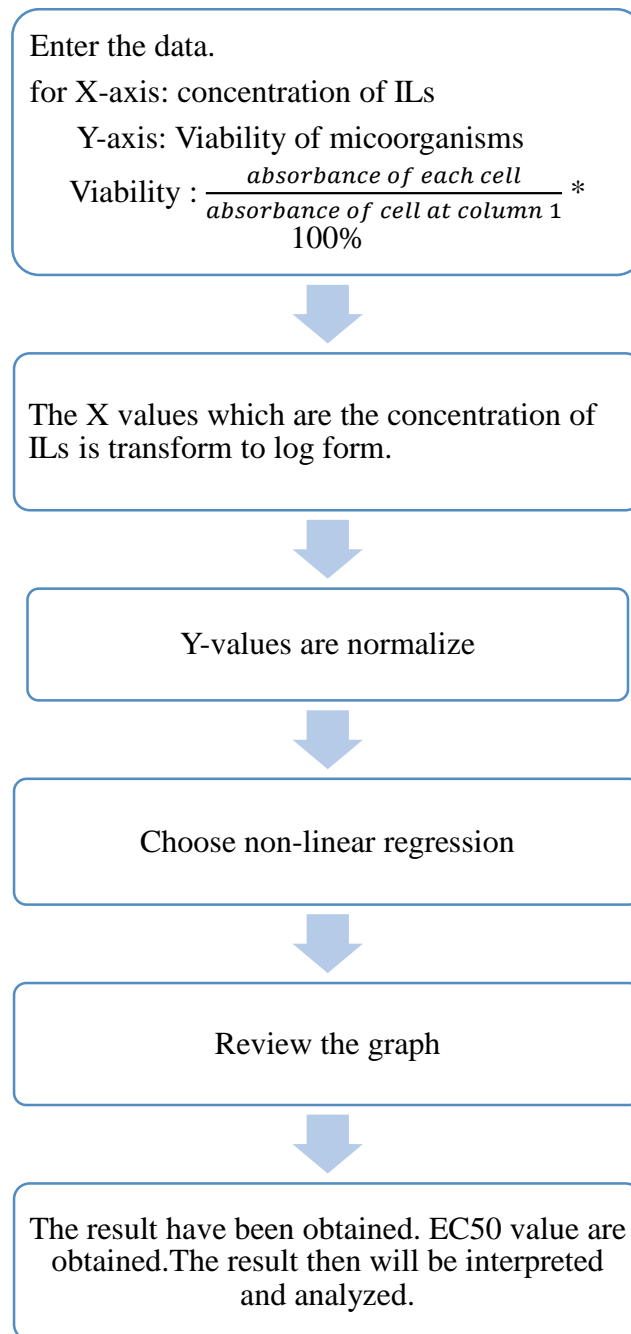 Enter the data.
for X-axis: concentration of ILs
Y-axis: Viability of micoorganisms
Viability : \frac{absorbance of each cell}{absorbance of cell at column 1} *
100%
The X values which are the concentration of
ILs is transform to log form.
Y-values are normalize
Choose non-linear regression
Review the graph
The result have been obtained. EC50 value are
obtained.The result then will be interpreted
and analyzed.